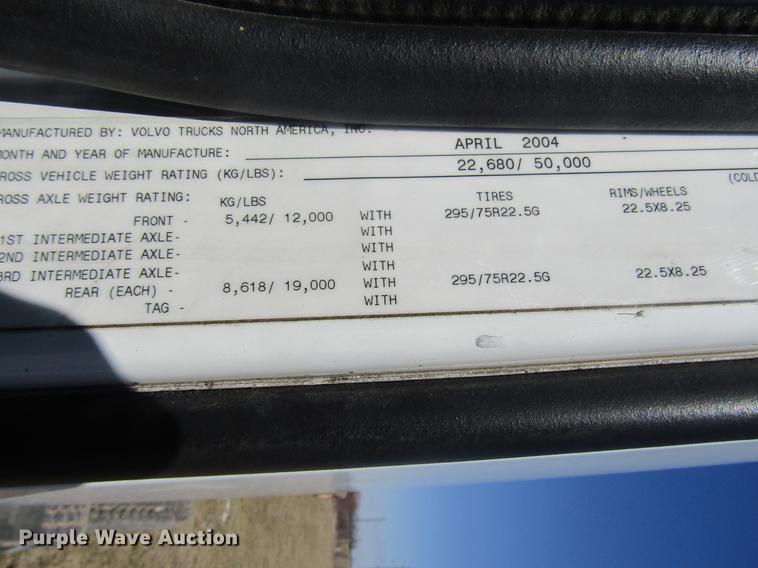 MANUFACTURED BY: VOLVO TRUCKS NORTH AMERICA, INC.
MONTH AND YEAR OF MANUFACTURE: APRIL 2004
ROSS VEHICLE WEIGHT RATING (KG/LBS): 22,680/ 50,000
(COLD
ROSS AXLE WEIGHT RATING: KG/LBS TIRES RIMS/WHEELS
FRONT - 5,442/ 12,000 WITH 295/75R22.5G 22.5X8.25
1ST INTERMEDIATE AXLE- WITH
2ND INTERMEDIATE AXLE- WITH
3RD INTERMEDIATE AXLE- WITH
REAR (EACH) - 8,618/ 19,000 WITH 295/75R22.5G 22.5X8.25
TAG - WITH
Purple Wave Auction